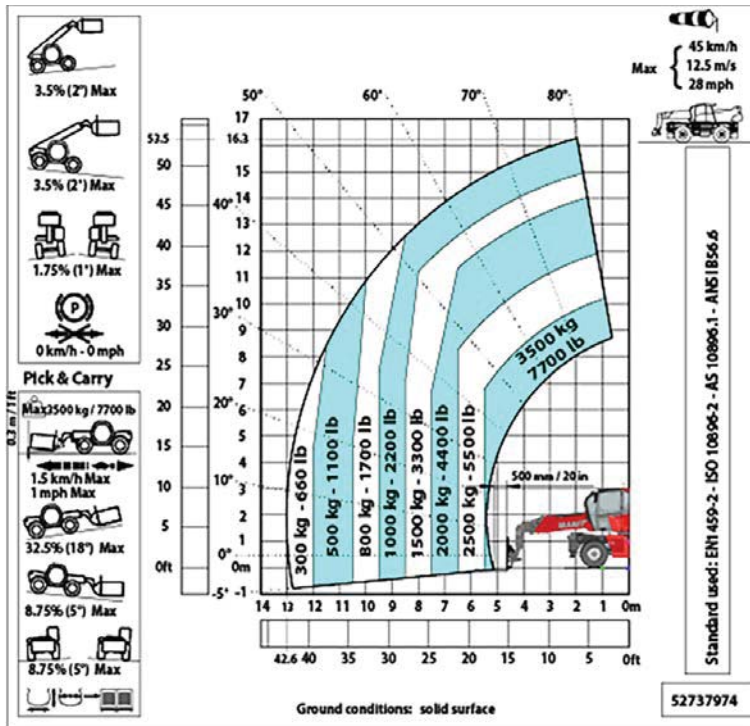 3.5% (2°) Max
3.5% (2°) Max
1.75% (1°) Max
P
0 km/h - 0 mph
Pick & Carry
0.3 m / 1 ft
Max 3500 kg / 7700 lb
1.5 km/h Max
1 mph Max
32.5% (18°) Max
8.75% (5°) Max
8.75% (5°) Max
Max
45 km/h
12.5 m/s
28 mph
50° 60° 70° 80°
40°
30°
20°
10°
0°
-5°
53.5
50
45
40
35
30
25
20
15
10
5
0ft
17
16.3
15
14
13
12
11
10
9
8
7
6
5
4
3
2
1
0m
-1
300 kg - 660 lb
500 kg - 1100 lb
800 kg - 1700 lb
1000 kg - 2200 lb
1500 kg - 3300 lb
2000 kg - 4400 lb
2500 kg - 5500 lb
3500 kg
7700 lb
500 mm / 20 in
14 13 12 11 10 9 8 7 6 5 4 3 2 1 0m
42.6 40 35 30 25 20 15 10 5 0ft
Ground conditions: solid surface
Standard used: EN1459-2 - ISO 10896-2 - AS 10896.1 - ANSI B56.6
52737974